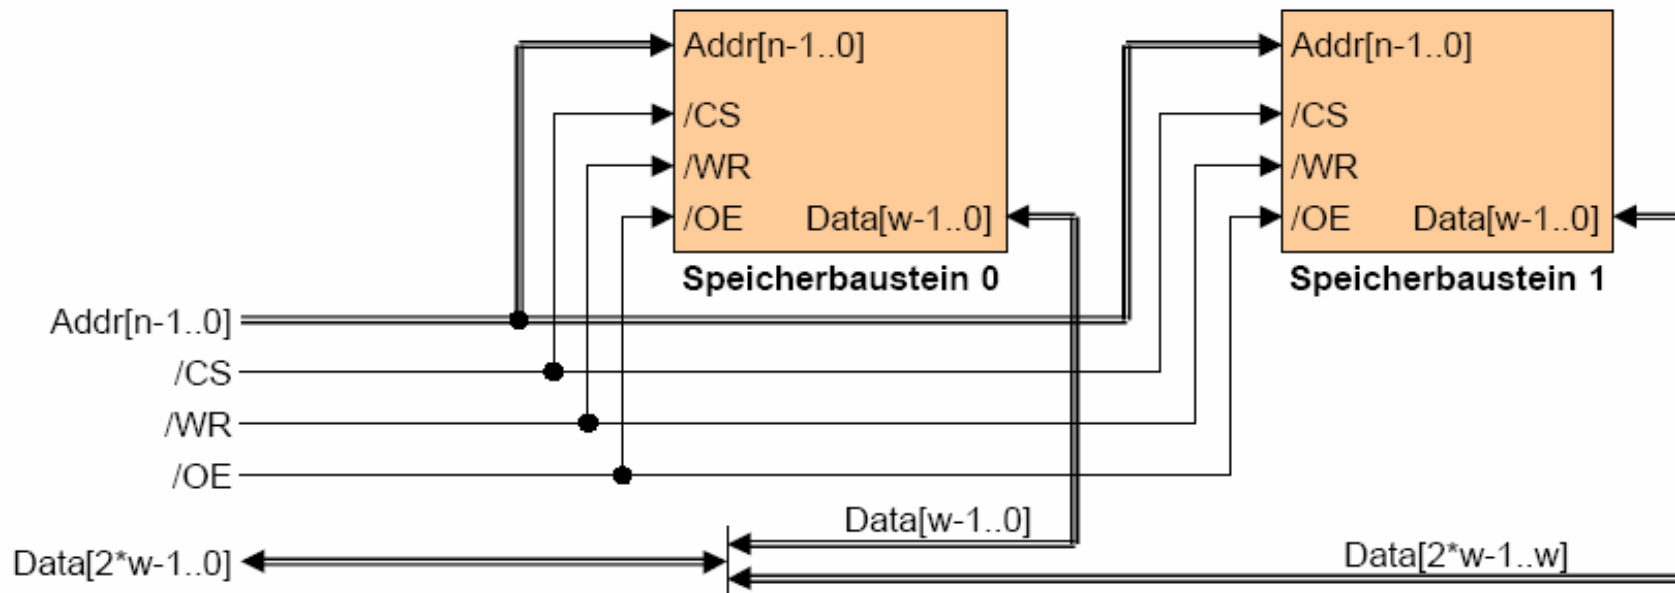 Addr[n-1..0]
/CS
/WR
/OE
Data[w-1..0]
Speicherbaustein 0
Addr[n-1..0]
/CS
/WR
/OE
Data[w-1..0]
Speicherbaustein 1
Addr[n-1..0]
/CS
/WR
/OE
Data[2*w-1..0]
Data[w-1..0]
Data[2*w-1..w]